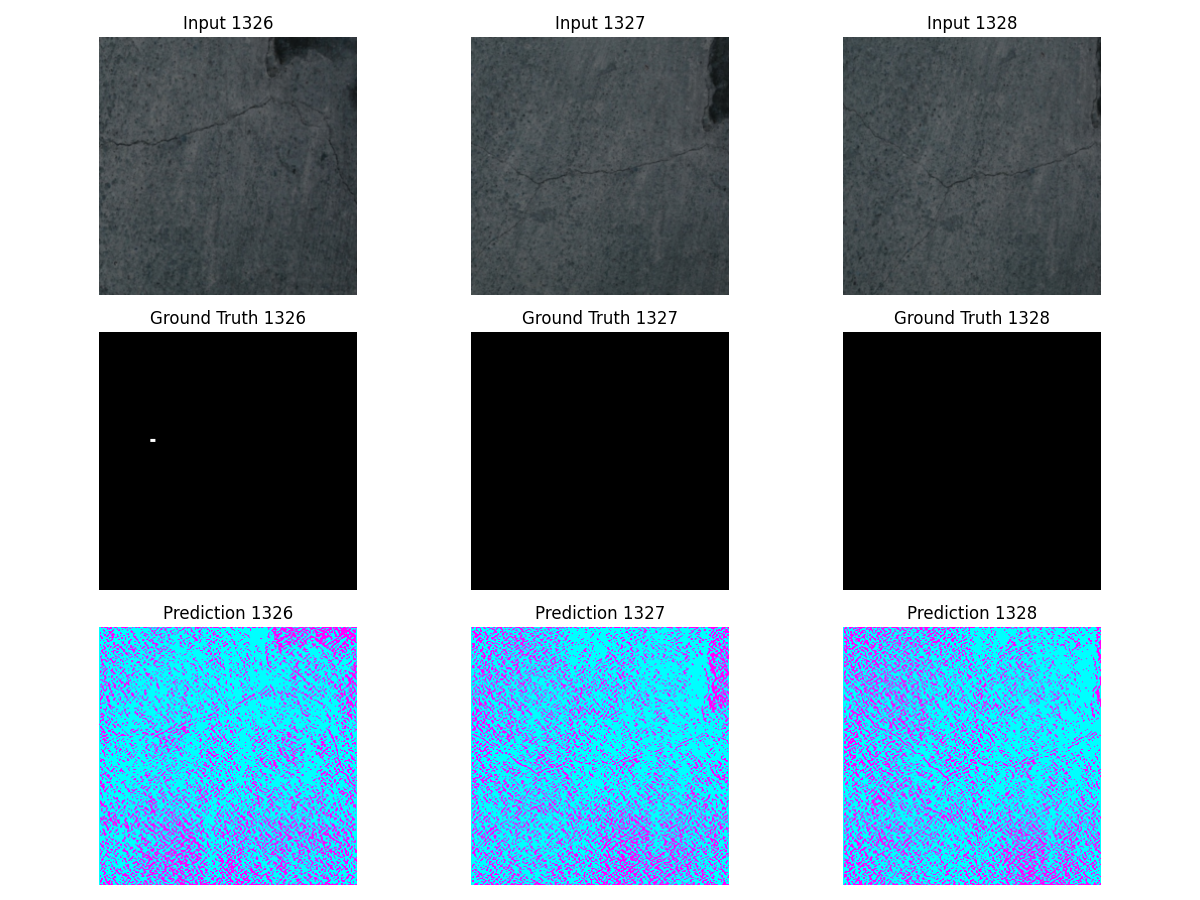 Input 1326
Input 1327
Input 1328
Ground Truth 1326
Ground Truth 1327
Ground Truth 1328
Prediction 1326
Prediction 1327
Prediction 1328